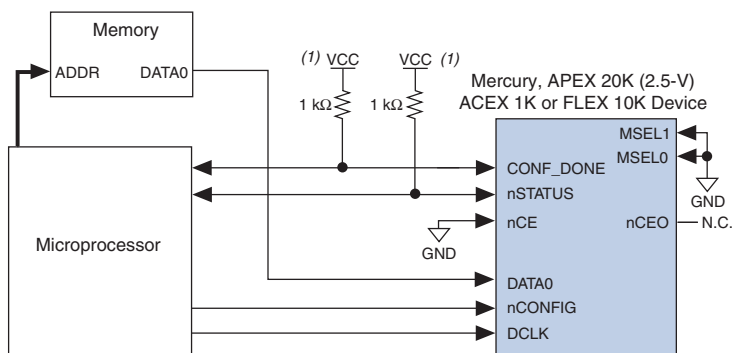 Memory
ADDR DATA0
(1) VCC VCC (1)
1 kΩ 1 kΩ
Mercury, APEX 20K (2.5-V)
ACEX 1K or FLEX 10K Device
MSEL1
MSEL0
GND
CONF_DONE
nSTATUS
nCE nCEO N.C.
GND
Microprocessor
DATA0
nCONFIG
DCLK